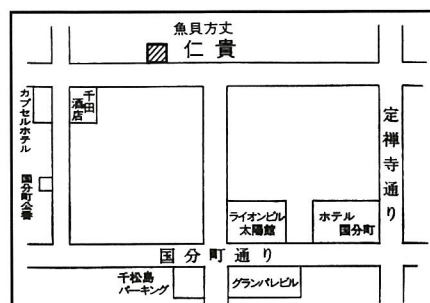 魚貝方丈
仁貴
千田
酒店
カプセルホテル
国分町公番
定禅寺通り
ライオンビル
太陽館
ホテル
国分町
国分町通り
千松島
パーキング
グランパレビル